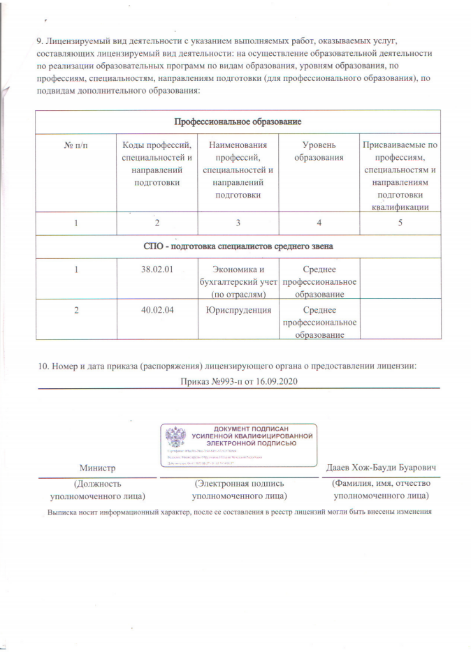 9. Лицензируемый вид деятельности с указанием выполняемых работ, оказываемых услуг,
составляющих лицензируемый вид деятельности: на осуществление образовательной деятельности
по реализации образовательных программ по видам образования, уровням образования, по
профессиям, специальностям, направлениям подготовки (для профессионального образования), по
подвидам дополнительного образования:
Профессиональное образование
№ п/п
Коды профессий,
специальностей и
направлений
подготовки
Наименования
профессий,
специальностей и
направлений
подготовки
Уровень
образования
Присваиваемые по
профессиям,
специальностям и
направлениям
подготовки
квалификации
1 2 3 4 5
СПО - подготовка специалистов среднего звена
1
38.02.01
Экономика и
бухгалтерский учет
(по отраслям)
Среднее
профессиональное
образование
2
40.02.04
Юриспруденция
Среднее
профессиональное
образование
10. Номер и дата приказа (распоряжения) лицензирующего органа о предоставлении лицензии:
Приказ №993-п от 16.09.2020
ДОКУМЕНТ ПОДПИСАН
УСИЛЕННОЙ КВАЛИФИЦИРОВАННОЙ
ЭЛЕКТРОННОЙ ПОДПИСЬЮ
Министр
Дааев Хож-Бауди Буарович
(Должность
уполномоченного лица)
(Электронная подпись
уполномоченного лица)
(Фамилия, имя, отчество
уполномоченного лица)
Выписка носит информационный характер, после ее составления в реестр лицензий могли быть внесены изменения